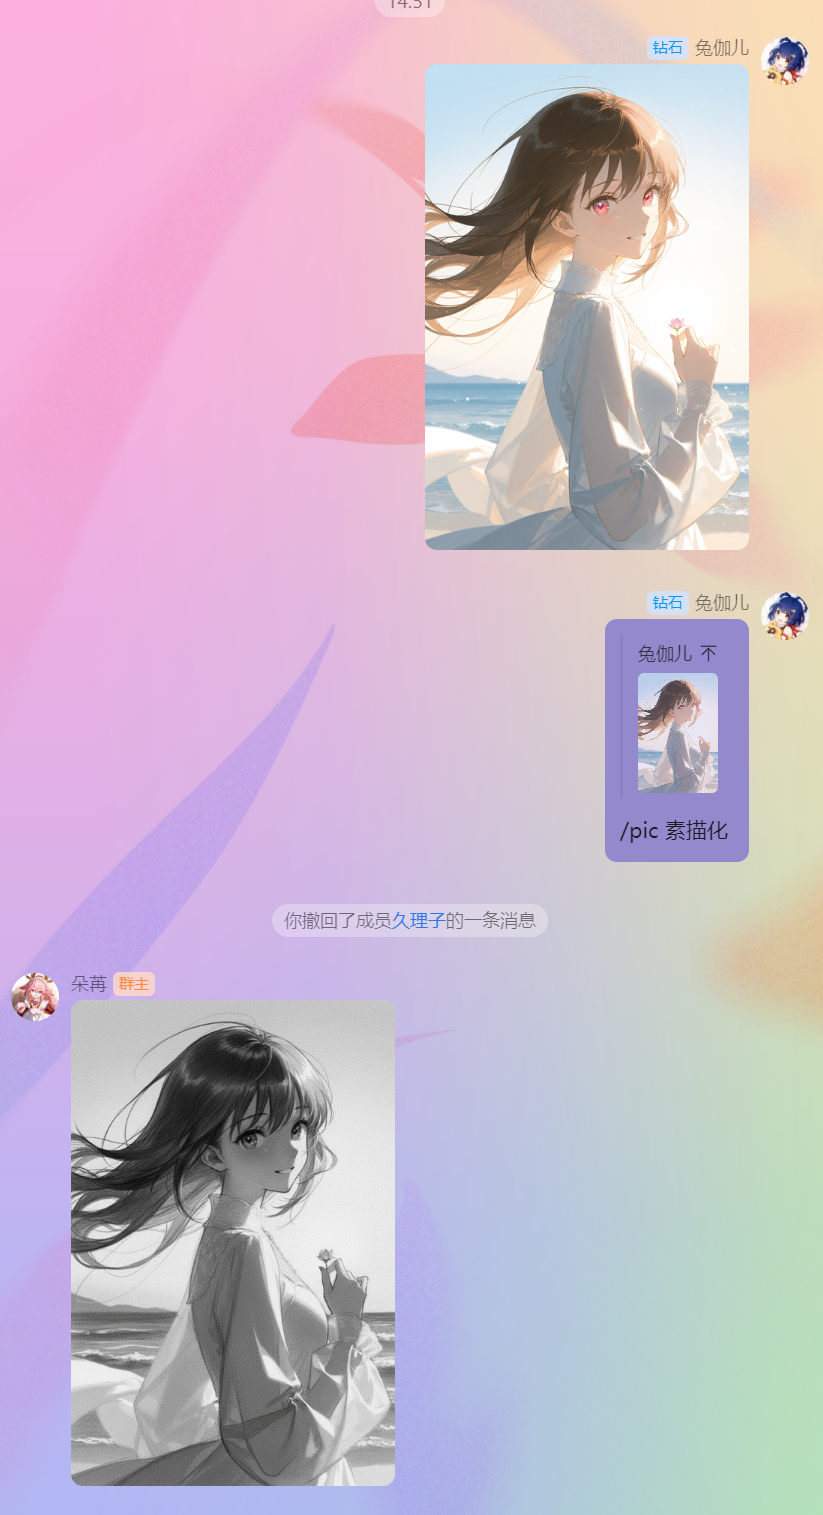 14:51
钻石 兔伽儿
钻石 兔伽儿
兔伽儿
/pic 素描化
你撤回了成员久理子的一条消息
朵苒 群主